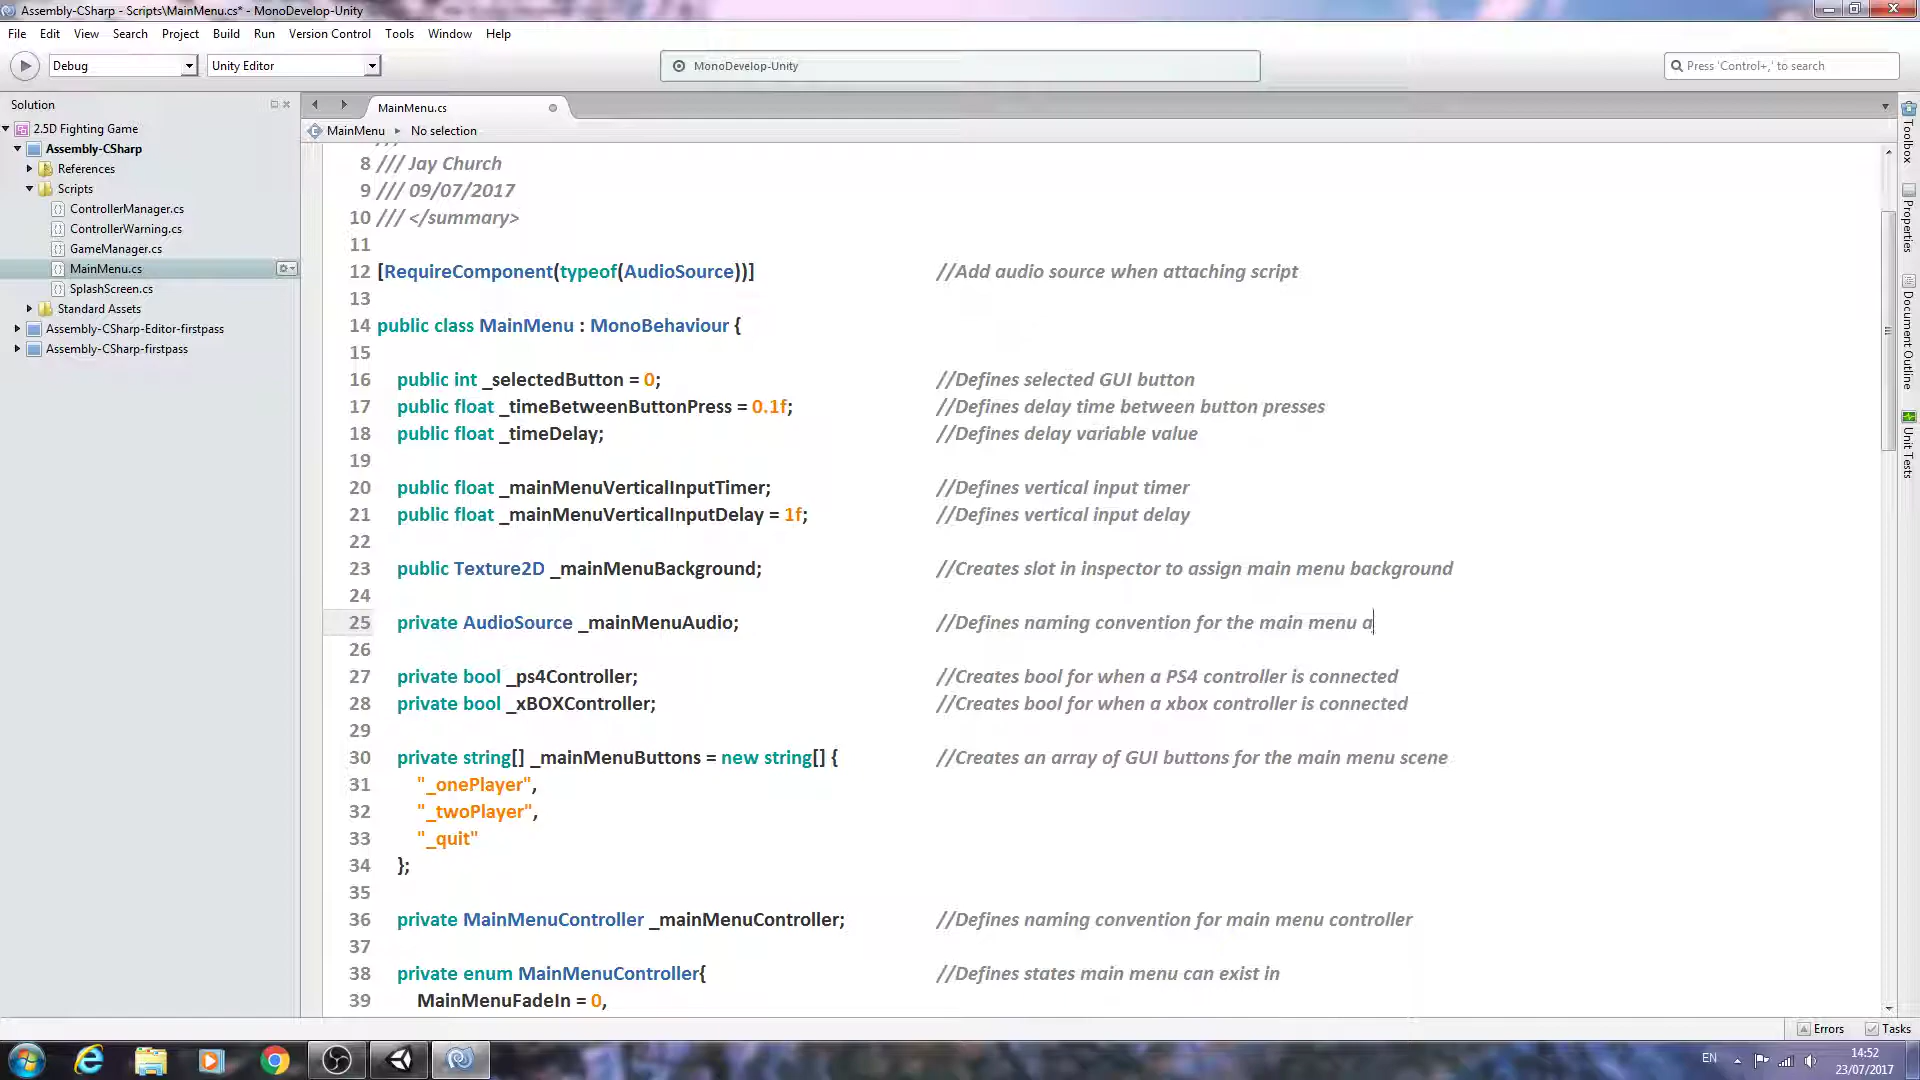 Assembly-CSharp - Scripts\MainMenu.cs* - MonoDevelop-Unity
File Edit View Search Project Build Run Version Control Tools Window Help
Debug Unity Editor MonoDevelop-Unity Press 'Control+,' to search
Solution
2.5D Fighting Game
Assembly-CSharp
References
Scripts
ControllerManager.cs
ControllerWarning.cs
GameManager.cs
MainMenu.cs
SplashScreen.cs
Standard Assets
Assembly-CSharp-Editor-firstpass
Assembly-CSharp-firstpass
MainMenu.cs
MainMenu ▸ No selection
8 /// Jay Church
9 /// 09/07/2017
10 /// </summary>
11
12 [RequireComponent(typeof(AudioSource))] //Add audio source when attaching script
13
14 public class MainMenu : MonoBehaviour {
15
16 public int _selectedButton = 0; //Defines selected GUI button
17 public float _timeBetweenButtonPress = 0.1f; //Defines delay time between button presses
18 public float _timeDelay; //Defines delay variable value
19
20 public float _mainMenuVerticalInputTimer; //Defines vertical input timer
21 public float _mainMenuVerticalInputDelay = 1f; //Defines vertical input delay
22
23 public Texture2D _mainMenuBackground; //Creates slot in inspector to assign main menu background
24
25 private AudioSource _mainMenuAudio; //Defines naming convention for the main menu a
26
27 private bool _ps4Controller; //Creates bool for when a PS4 controller is connected
28 private bool _xBOXController; //Creates bool for when a xbox controller is connected
29
30 private string[] _mainMenuButtons = new string[] { //Creates an array of GUI buttons for the main menu scene
31 "_onePlayer",
32 "_twoPlayer",
33 "_quit"
34 };
35
36 private MainMenuController _mainMenuController; //Defines naming convention for main menu controller
37
38 private enum MainMenuController{ //Defines states main menu can exist in
39 MainMenuFadeIn = 0,
Toolbox
Properties
Document Outline
Unit Tests
Errors Tasks
EN
14:52
23/07/2017